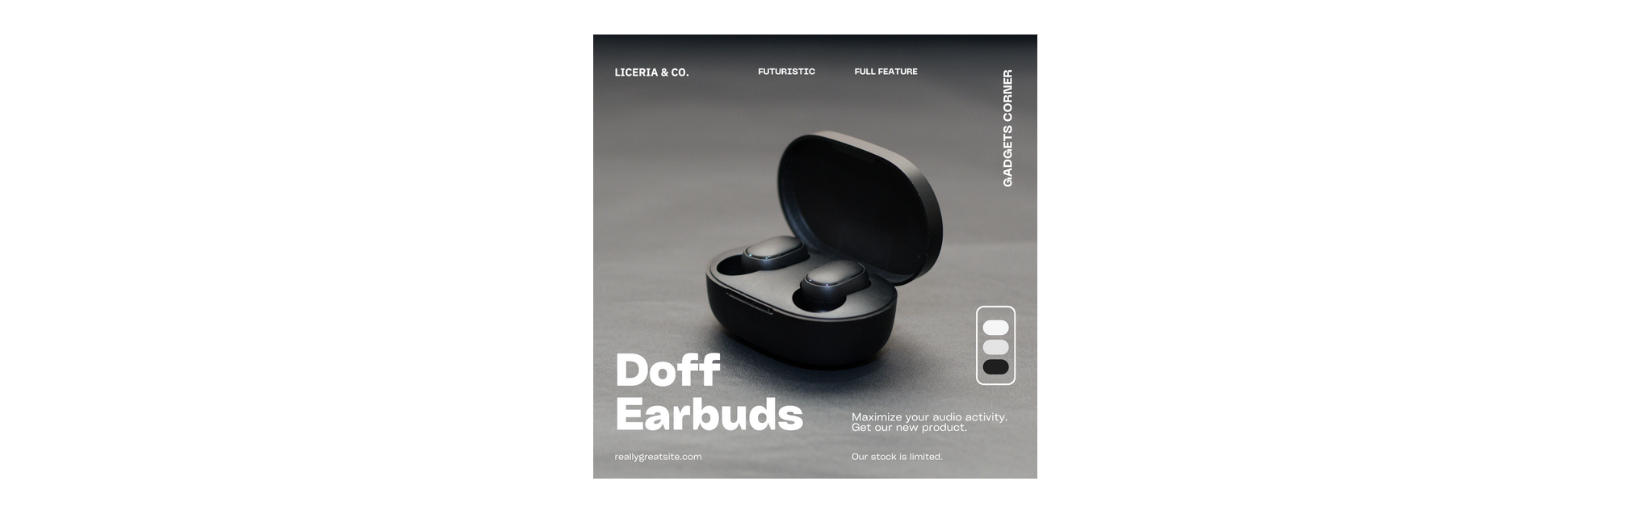 LICERIA & CO.
FUTURISTIC
FULL FEATURE
GADGETS CORNER
Doff
Earbuds
Maximize your audio activity.
Get our new product.
reallygreatsite.com
Our stock is limited.